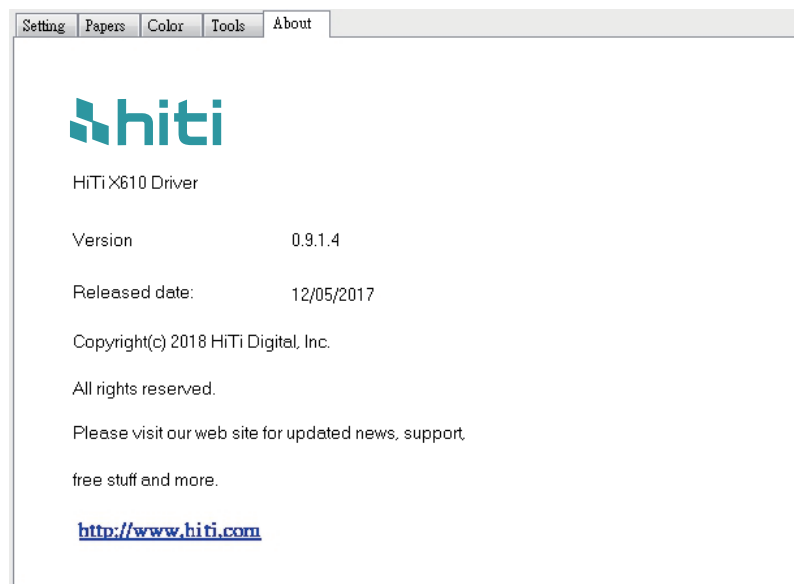 Setting Papers Color Tools About
hiti
HiTi X610 Driver
Version 0.9.1.4
Released date: 12/05/2017
Copyright(c) 2018 HiTi Digital, Inc.
All rights reserved.
Please visit our web site for updated news, support,
free stuff and more.
http://www.hiti.com